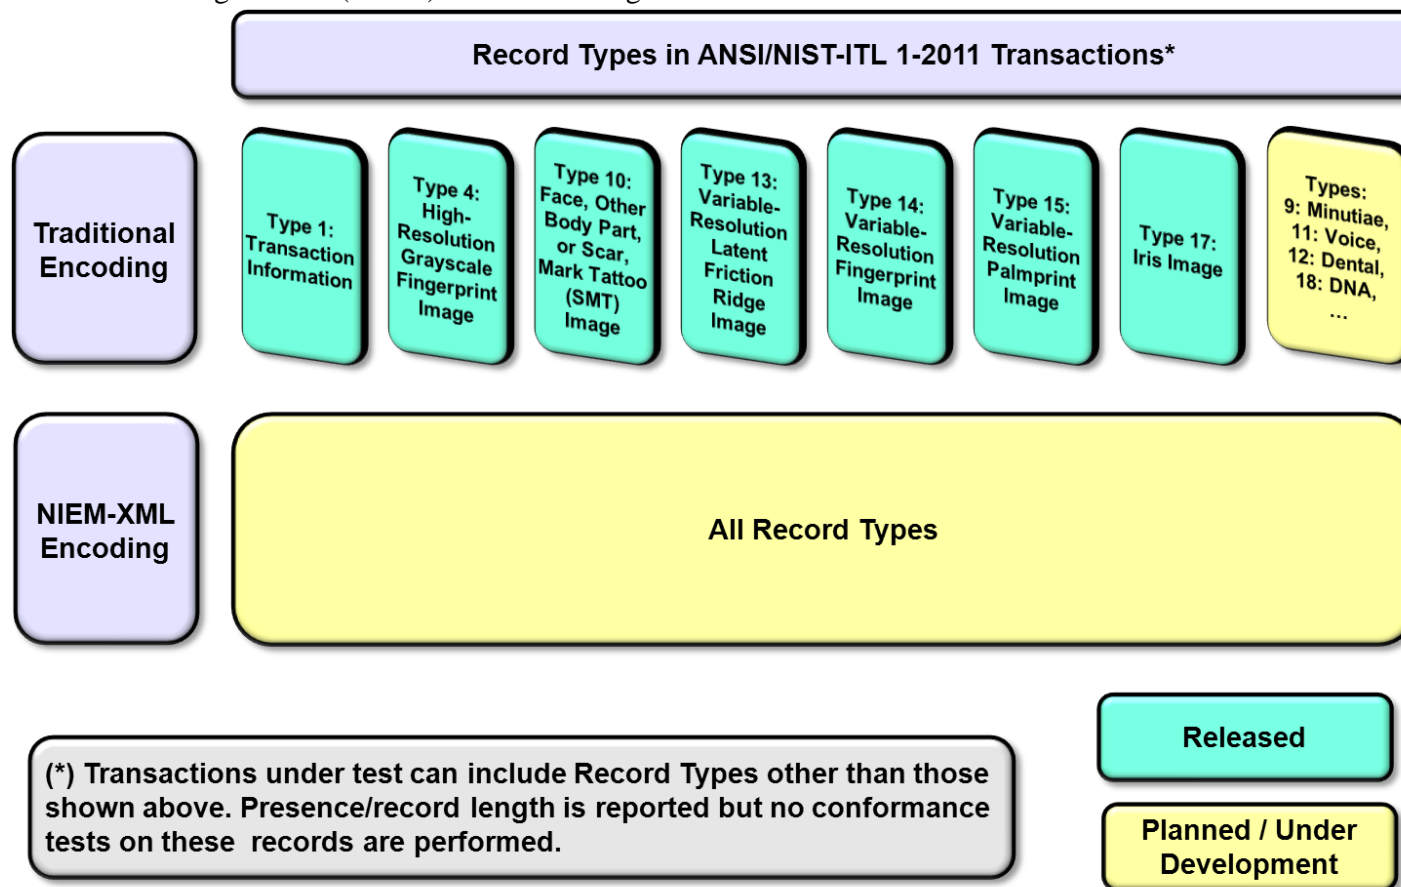 Record Types in ANSI/NIST-ITL 1-2011 Transactions*
Traditional
Encoding
Type 1:
Transaction
Information
Type 4:
High-
Resolution
Grayscale
Fingerprint
Image
Type 10:
Face, Other
Body Part,
or Scar,
Mark Tattoo
(SMT)
Image
Type 13:
Variable-
Resolution
Latent
Friction
Ridge
Image
Type 14:
Variable-
Resolution
Fingerprint
Image
Type 15:
Variable-
Resolution
Palmprint
Image
Type 17:
Iris Image
Types:
9: Minutiae,
11: Voice,
12: Dental,
18: DNA,
...
NIEM-XML
Encoding
All Record Types
(*) Transactions under test can include Record Types other than those
shown above. Presence/record length is reported but no conformance
tests on these records are performed.
Released
Planned / Under
Development